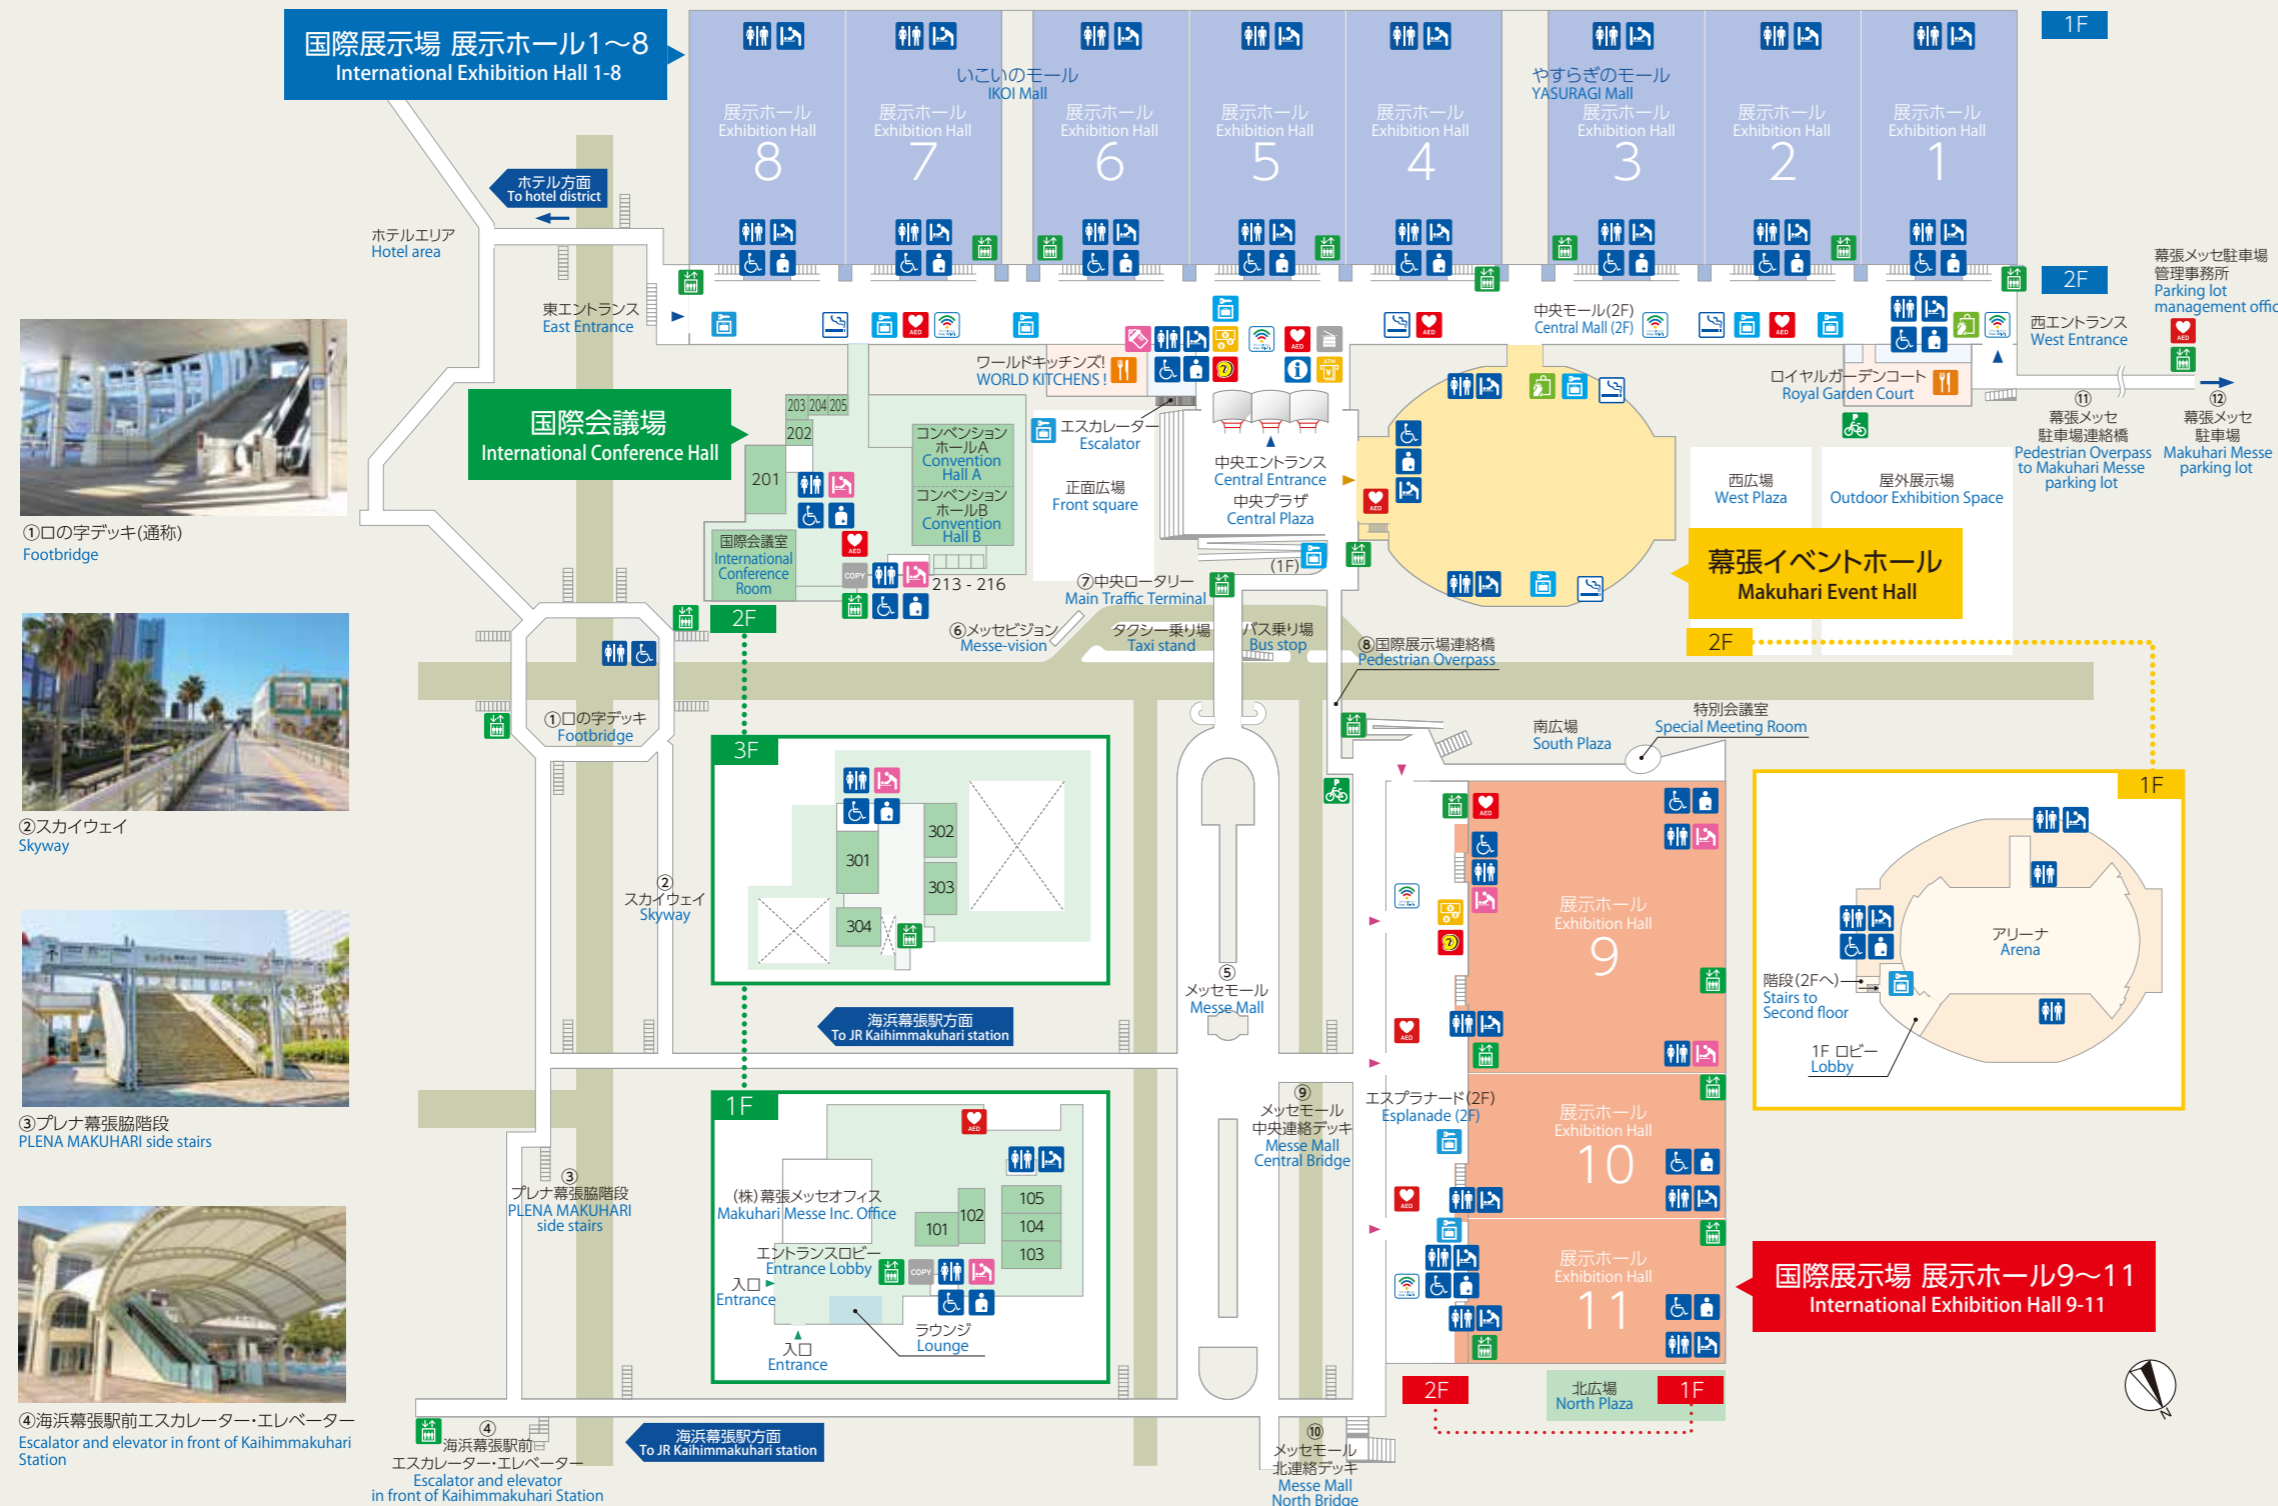 国際展示場 展示ホール1～8
International Exhibition Hall 1-8
1F
いこいのモール
IKOI Mall
やすらぎのモール
YASURAGI Mall
展示ホール
Exhibition Hall
8
展示ホール
Exhibition Hall
7
展示ホール
Exhibition Hall
6
展示ホール
Exhibition Hall
5
展示ホール
Exhibition Hall
4
展示ホール
Exhibition Hall
3
展示ホール
Exhibition Hall
2
展示ホール
Exhibition Hall
1
ホテル方面
To hotel district
ホテルエリア
Hotel area
2F
幕張メッセ駐車場
管理事務所
Parking lot
management offic
AED
東エントランス
East Entrance
AED
AED
AED
中央モール(2F)
Central Mall (2F)
AED
西エントランス
West Entrance
ワールドキッチンズ!
WORLD KITCHENS !
ATM
ロイヤルガーデンコート
Royal Garden Court
⑪
幕張メッセ
駐車場連絡橋
Pedestrian Overpass
to Makuhari Messe
parking lot
⑫
幕張メッセ
駐車場
Makuhari Messe
parking lot
国際会議場
International Conference Hall
203 204 205
202
201
コンベンション
ホールA
Convention
Hall A
コンベンション
ホールB
Convention
Hall B
エスカレーター
Escalator
正面広場
Front square
中央エントランス
Central Entrance
中央プラザ
Central Plaza
AED
(1F)
西広場
West Plaza
屋外展示場
Outdoor Exhibition Space
国際会議室
International
Conference
Room
AED
COPY
213 - 216
幕張イベントホール
Makuhari Event Hall
2F
2F
⑦中央ロータリー
Main Traffic Terminal
⑥メッセビジョン
Messe-vision
タクシー乗り場
Taxi stand
バス乗り場
Bus stop
⑧国際展示場連絡橋
Pedestrian Overpass
①ロの字デッキ(通称)
Footbridge
①ロの字デッキ
Footbridge
②スカイウェイ
Skyway
②
スカイウェイ
Skyway
3F
301
302
303
304
南広場
South Plaza
特別会議室
Special Meeting Room
P
AED
展示ホール
Exhibition Hall
9
AED
⑤
メッセモール
Messe Mall
海浜幕張駅方面
To JR Kaihimmakuhari station
1F
アリーナ
Arena
階段(2Fへ)
Stairs to
Second floor
1F ロビー
Lobby
③プレナ幕張脇階段
PLENA MAKUHARI side stairs
③
プレナ幕張脇階段
PLENA MAKUHARI
side stairs
1F
AED
(株)幕張メッセオフィス
Makuhari Messe Inc. Office
101
102
105
104
103
エントランスロビー
Entrance Lobby
COPY
入口
Entrance
入口
Entrance
ラウンジ
Lounge
⑨
メッセモール
中央連絡デッキ
Messe Mall
Central Bridge
エスプラナード(2F)
Esplanade (2F)
AED
展示ホール
Exhibition Hall
10
展示ホール
Exhibition Hall
11
国際展示場 展示ホール9～11
International Exhibition Hall 9-11
2F
北広場
North Plaza
1F
N
④海浜幕張駅前エスカレーター・エレベーター
Escalator and elevator in front of Kaihimmakuhari
Station
④
海浜幕張駅前
エスカレーター・エレベーター
Escalator and elevator
in front of Kaihimmakuhari Station
海浜幕張駅方面
To JR Kaihimmakuhari station
⑩
メッセモール
北連絡デッキ
Messe Mall
North Bridge